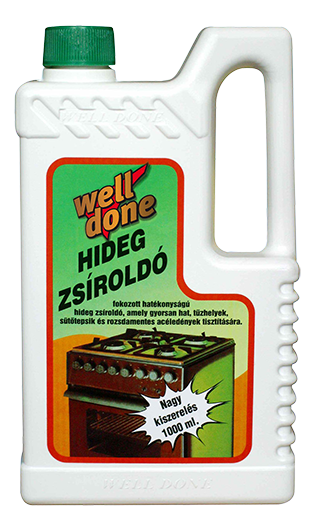 WELL DONE
well
done
HIDEG
ZSÍROLDÓ
fokozott hatékonyságú
hideg zsíroldó, amely gyorsan hat, tűzhelyek,
sütőtepsik és rozsdamentes acéledények tisztítására.
Nagy
kiszerelés
1000 ml.
WELL DONE